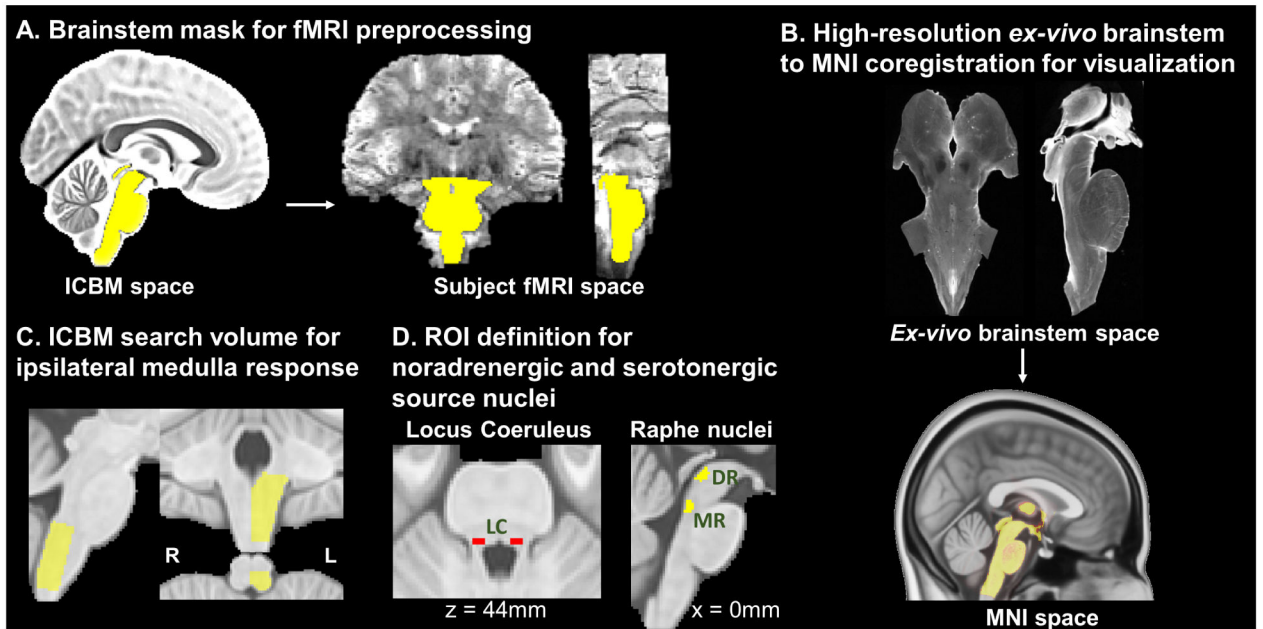 A. Brainstem mask for fMRI preprocessing
ICBM space
Subject fMRI space
B. High-resolution ex-vivo brainstem
to MNI coregistration for visualization
Ex-vivo brainstem space
MNI space
C. ICBM search volume for
ipsilateral medulla response
R
L
D. ROI definition for
noradrenergic and serotonergic
source nuclei
Locus Coeruleus
LC
z = 44mm
Raphe nuclei
DR
MR
x = 0mm